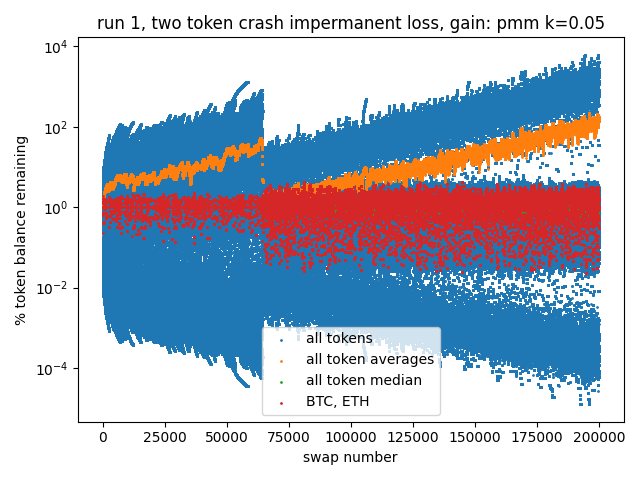 run 1, two token crash impermanent loss, gain: pmm k=0.05
% token balance remaining
10^4
10^2
10^0
10^−2
10^−4
all tokens
all token averages
all token median
BTC, ETH
0 25000 50000 75000 100000 125000 150000 175000 200000
swap number